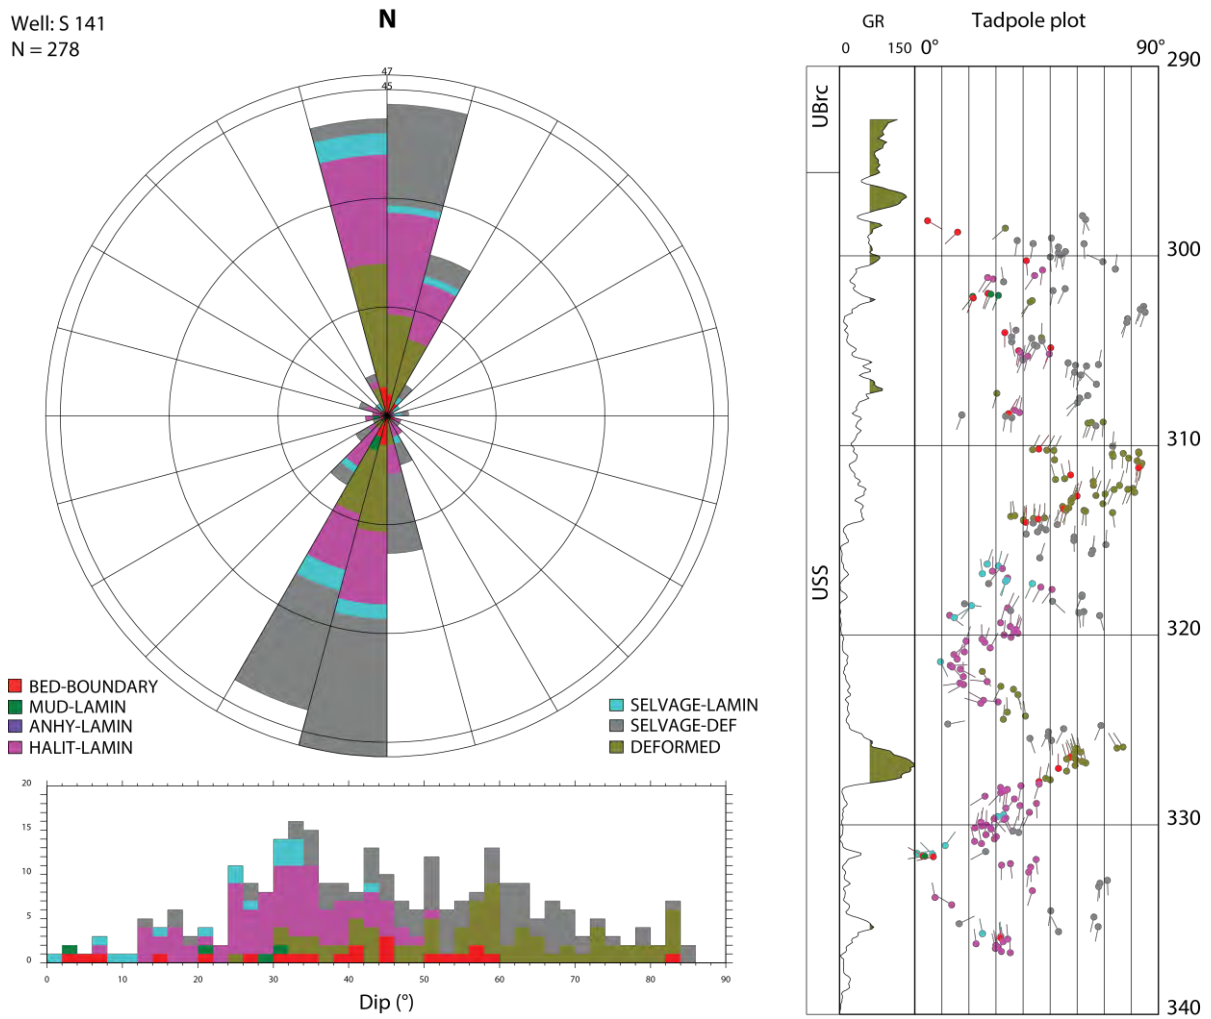 Well: S 141
N = 278
N
47
45
BED-BOUNDARY
MUD-LAMIN
ANHY-LAMIN
HALIT-LAMIN
SELVAGE-LAMIN
SELVAGE-DEF
DEFORMED
20
15
10
5
0
0 10 20 30 40 50 60 70 80 90
Dip (°)
GR Tadpole plot
0 150 0° 90°
290
UBrc
300
310
USS
320
330
340